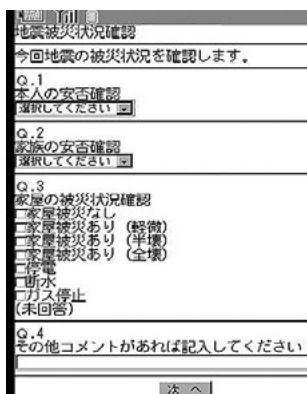 地震被災状況確認
今回地震の被災状況を確認します。
Q.1
本人の安否確認
選択してください
Q.2
家族の安否確認
選択してください
Q.3
家屋の被災状況確認
家屋被災なし
家屋被災あり (軽微)
家屋被災あり (半壊)
家屋被災あり (全壊)
停電
断水
ガス停止
(未回答)
Q.4
その他コメントがあれば記入してください
次 へ